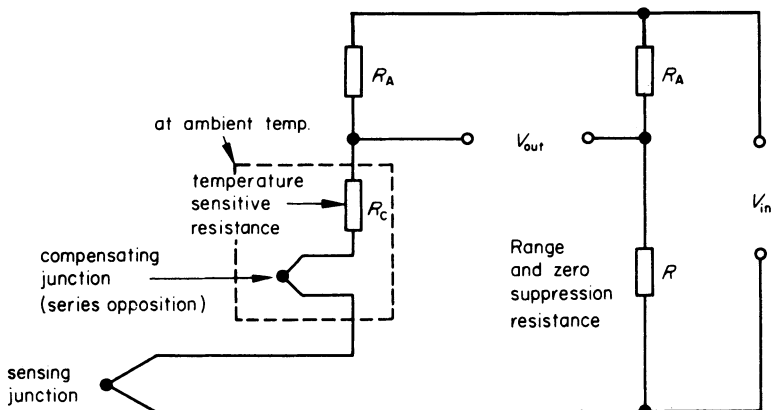 R_A
R_A
at ambient temp.
V_out
temperature
sensitive
resistance
R_C
V_in
compensating
junction
(series opposition)
Range
and zero
suppression
resistance
R
sensing
junction